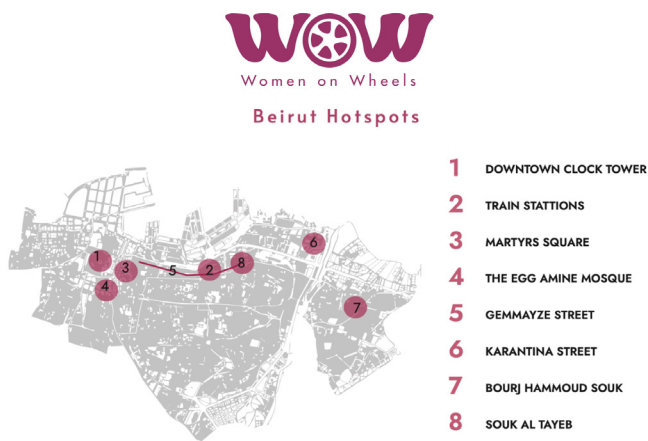 WOW
Women on Wheels
Beirut Hotspots
1 DOWNTOWN CLOCK TOWER
2 TRAIN STATTIONS
3 MARTYRS SQUARE
4 THE EGG AMINE MOSQUE
5 GEMMAYZE STREET
6 KARANTINA STREET
7 BOURJ HAMMOUD SOUK
8 SOUK AL TAYEB
6
1
8
3
5
2
4
7